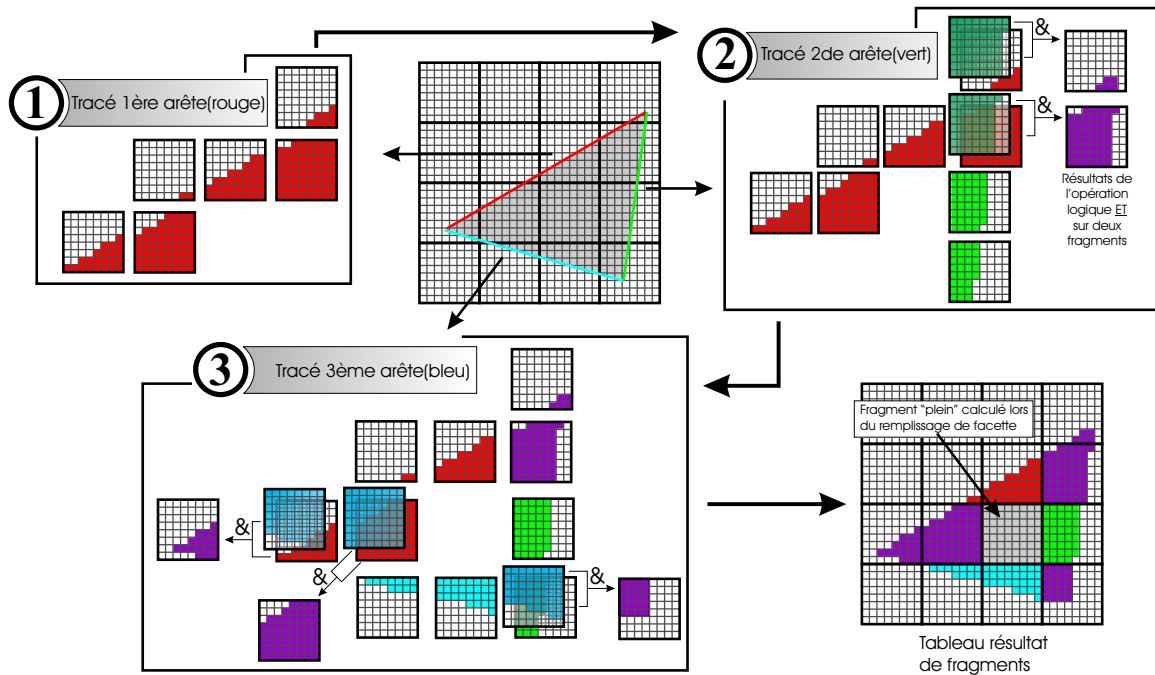 1
Tracé 1ère arête(rouge)
2
Tracé 2de arête(vert)
&
&
Résultats de
l'opération
logique ET
sur deux
fragments
3
Tracé 3ème arête(bleu)
&
&
&
Fragment "plein" calculé lors
du remplissage de facette
Tableau résultat
de fragments